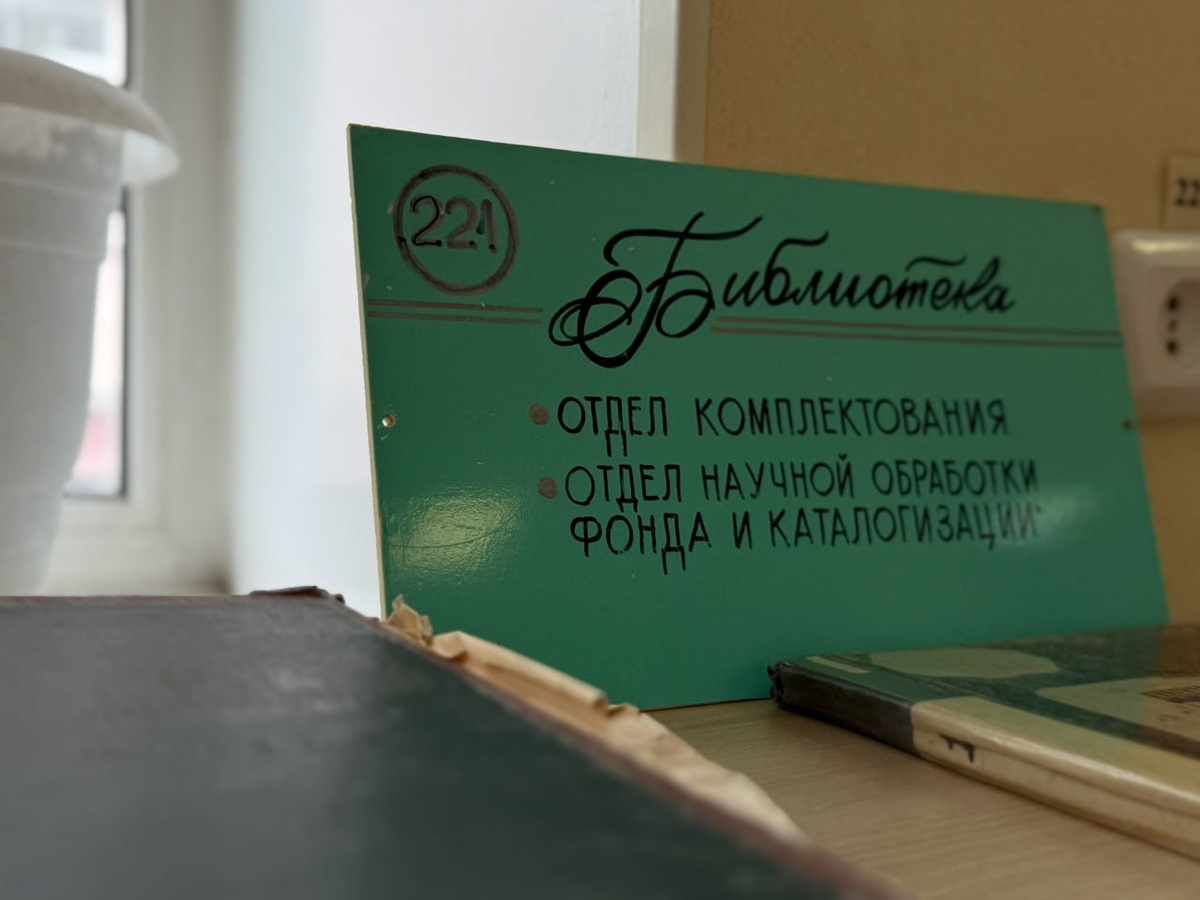 221
Библиотека
• ОТДЕЛ КОМПЛЕКТОВАНИЯ
• ОТДЕЛ НАУЧНОЙ ОБРАБОТКИ
ФОНДА И КАТАЛОГИЗАЦИИ